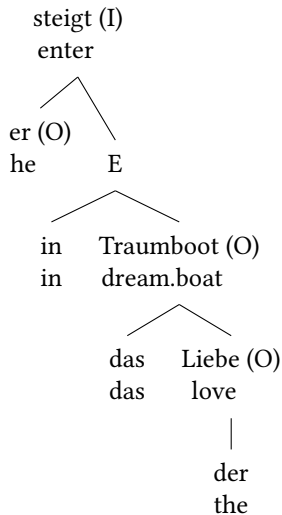 steigt (I)
enter
er (O)
he
E
in Traumboot (O)
in dream.boat
das Liebe (O)
das love
der
the